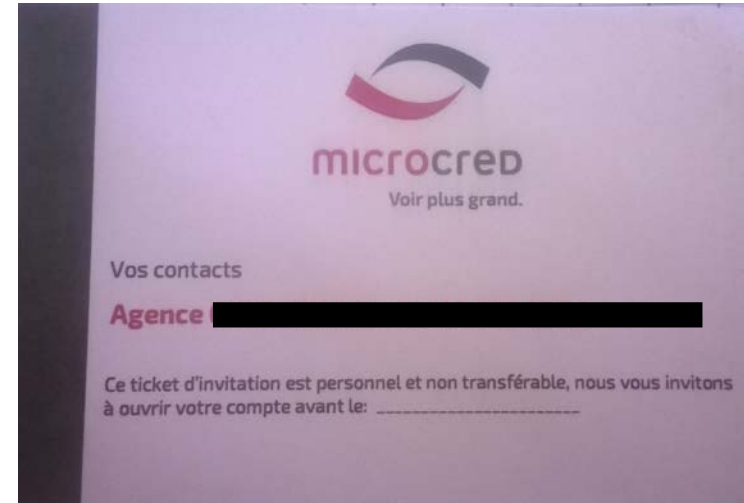 microcred
Voir plus grand.
Vos contacts
Agence
Ce ticket d'invitation est personnel et non transférable, nous vous invitons
à ouvrir votre compte avant le: _______________________